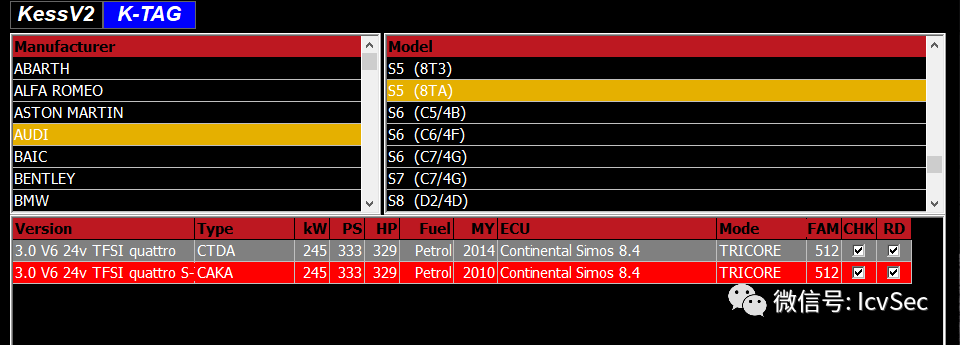 KessV2 K-TAG
Manufacturer
ABARTH
ALFA ROMEO
ASTON MARTIN
AUDI
BAIC
BENTLEY
BMW
Model
S5 (8T3)
S5 (8TA)
S6 (C5/4B)
S6 (C6/4F)
S6 (C7/4G)
S7 (C7/4G)
S8 (D2/4D)
Version Type kW PS HP Fuel MY ECU Mode FAM CHK RD
3.0 V6 24v TFSI quattro CTDA 245 333 329 Petrol 2014 Continental Simos 8.4 TRICORE 512
3.0 V6 24v TFSI quattro S- CAKA 245 333 329 Petrol 2010 Continental Simos 8.4 TRICORE 512
微信号: IcvSec